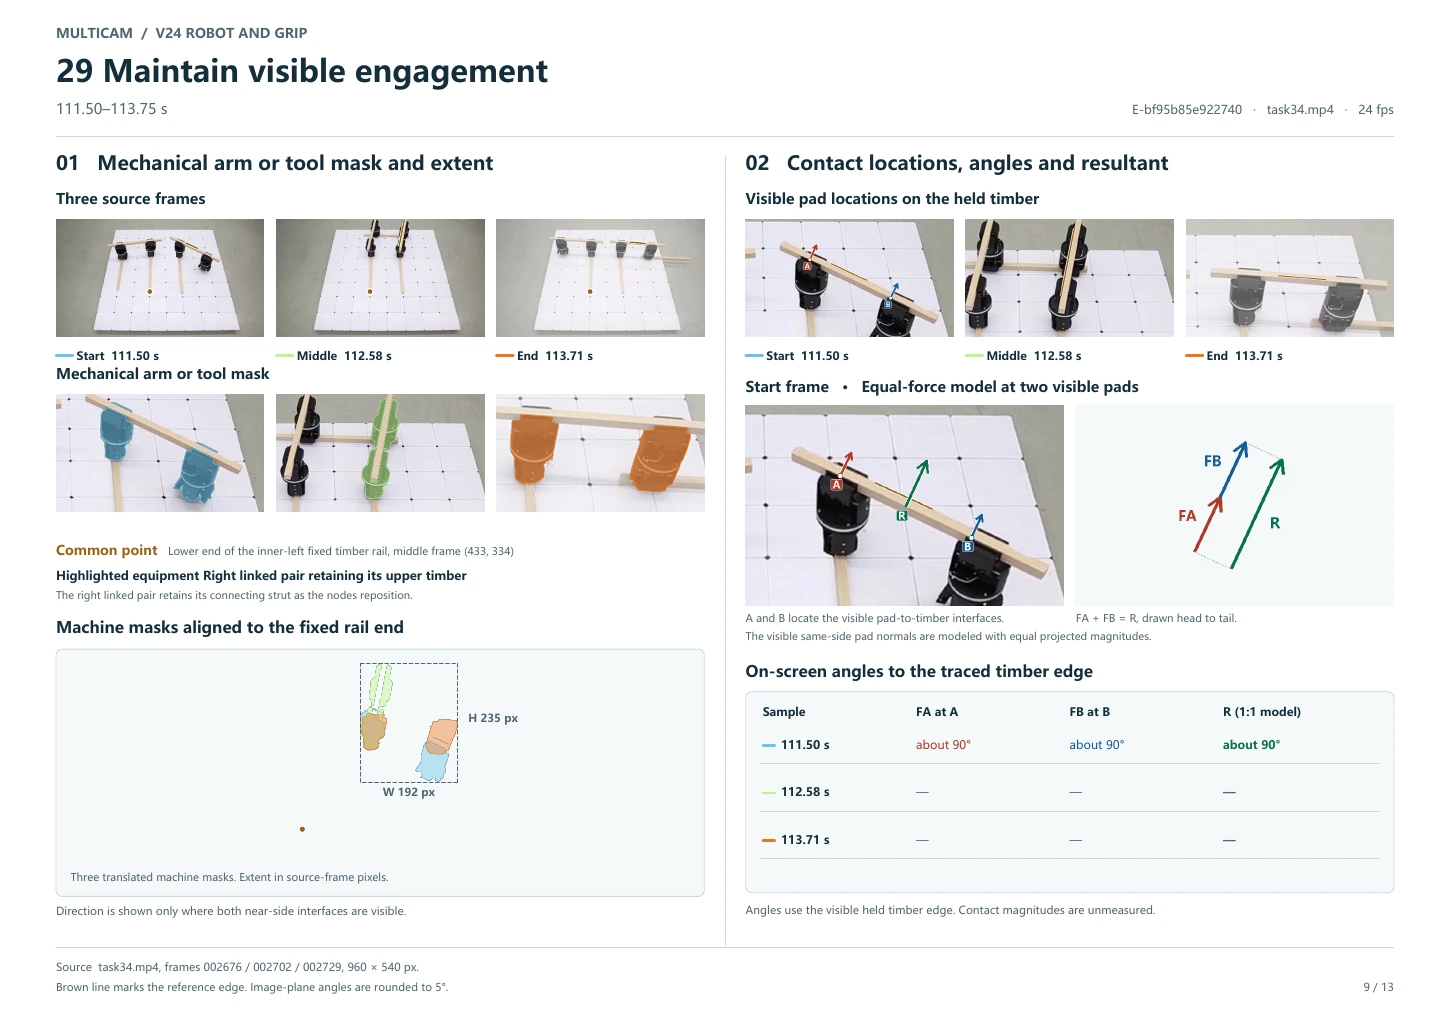 MULTICAM / V24 ROBOT AND GRIP
29 Maintain visible engagement
111.50–113.75 s
E-bf95b85e922740 · task34.mp4 · 24 fps
01 Mechanical arm or tool mask and extent
Three source frames
Start 111.50 s
Middle 112.58 s
End 113.71 s
Mechanical arm or tool mask
Common point Lower end of the inner-left fixed timber rail, middle frame (433, 334)
Highlighted equipment Right linked pair retaining its upper timber
The right linked pair retains its connecting strut as the nodes reposition.
Machine masks aligned to the fixed rail end
H 235 px
W 192 px
Three translated machine masks. Extent in source-frame pixels.
Direction is shown only where both near-side interfaces are visible.
02 Contact locations, angles and resultant
Visible pad locations on the held timber
A
B
Start 111.50 s
Middle 112.58 s
End 113.71 s
Start frame • Equal-force model at two visible pads
A
R
B
FB
FA
R
A and B locate the visible pad-to-timber interfaces.
FA + FB = R, drawn head to tail.
The visible same-side pad normals are modeled with equal projected magnitudes.
On-screen angles to the traced timber edge
Sample FA at A FB at B R (1:1 model)
111.50 s about 90° about 90° about 90°
112.58 s — — —
113.71 s — — —
Angles use the visible held timber edge. Contact magnitudes are unmeasured.
Source task34.mp4, frames 002676 / 002702 / 002729, 960 × 540 px.
Brown line marks the reference edge. Image-plane angles are rounded to 5°.
9 / 13